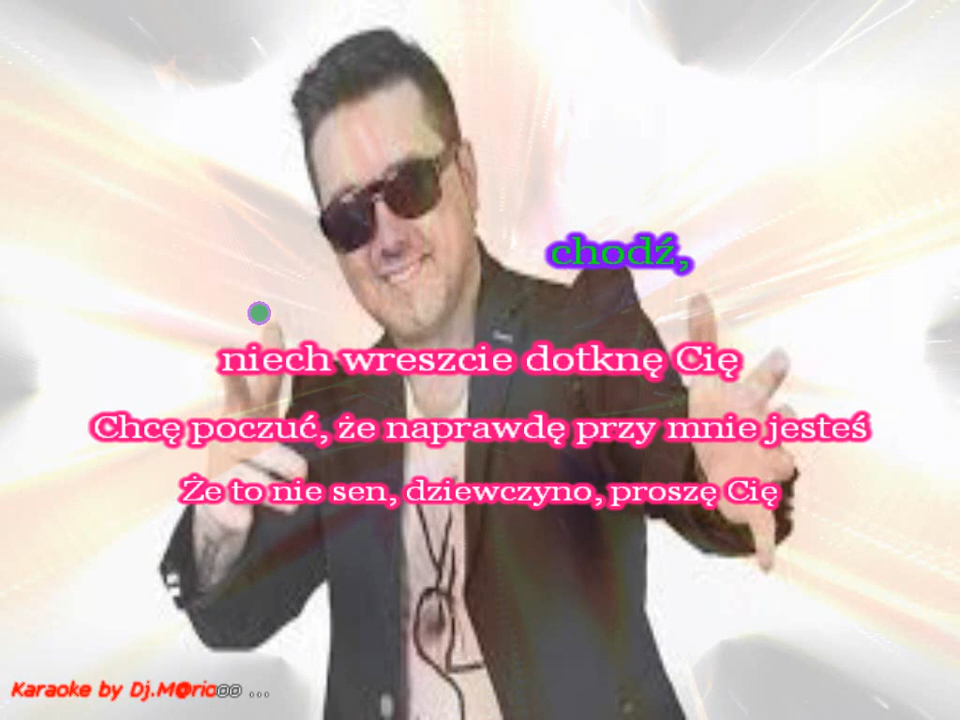 chodź,
niech wreszcie dotknę Cię
Chcę poczuć, że naprawdę przy mnie jesteś
Że to nie sen, dziewczyno, proszę Cię
Karaoke by Dj.M@rioo ...